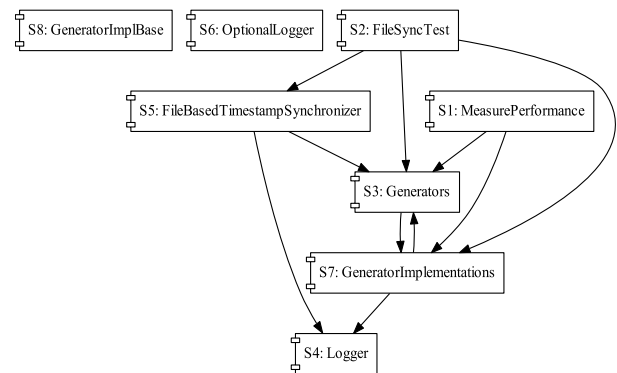 S8: GeneratorImplBase
S6: OptionalLogger
S2: FileSyncTest
S5: FileBasedTimestampSynchronizer
S1: MeasurePerformance
S3: Generators
S7: GeneratorImplementations
S4: Logger